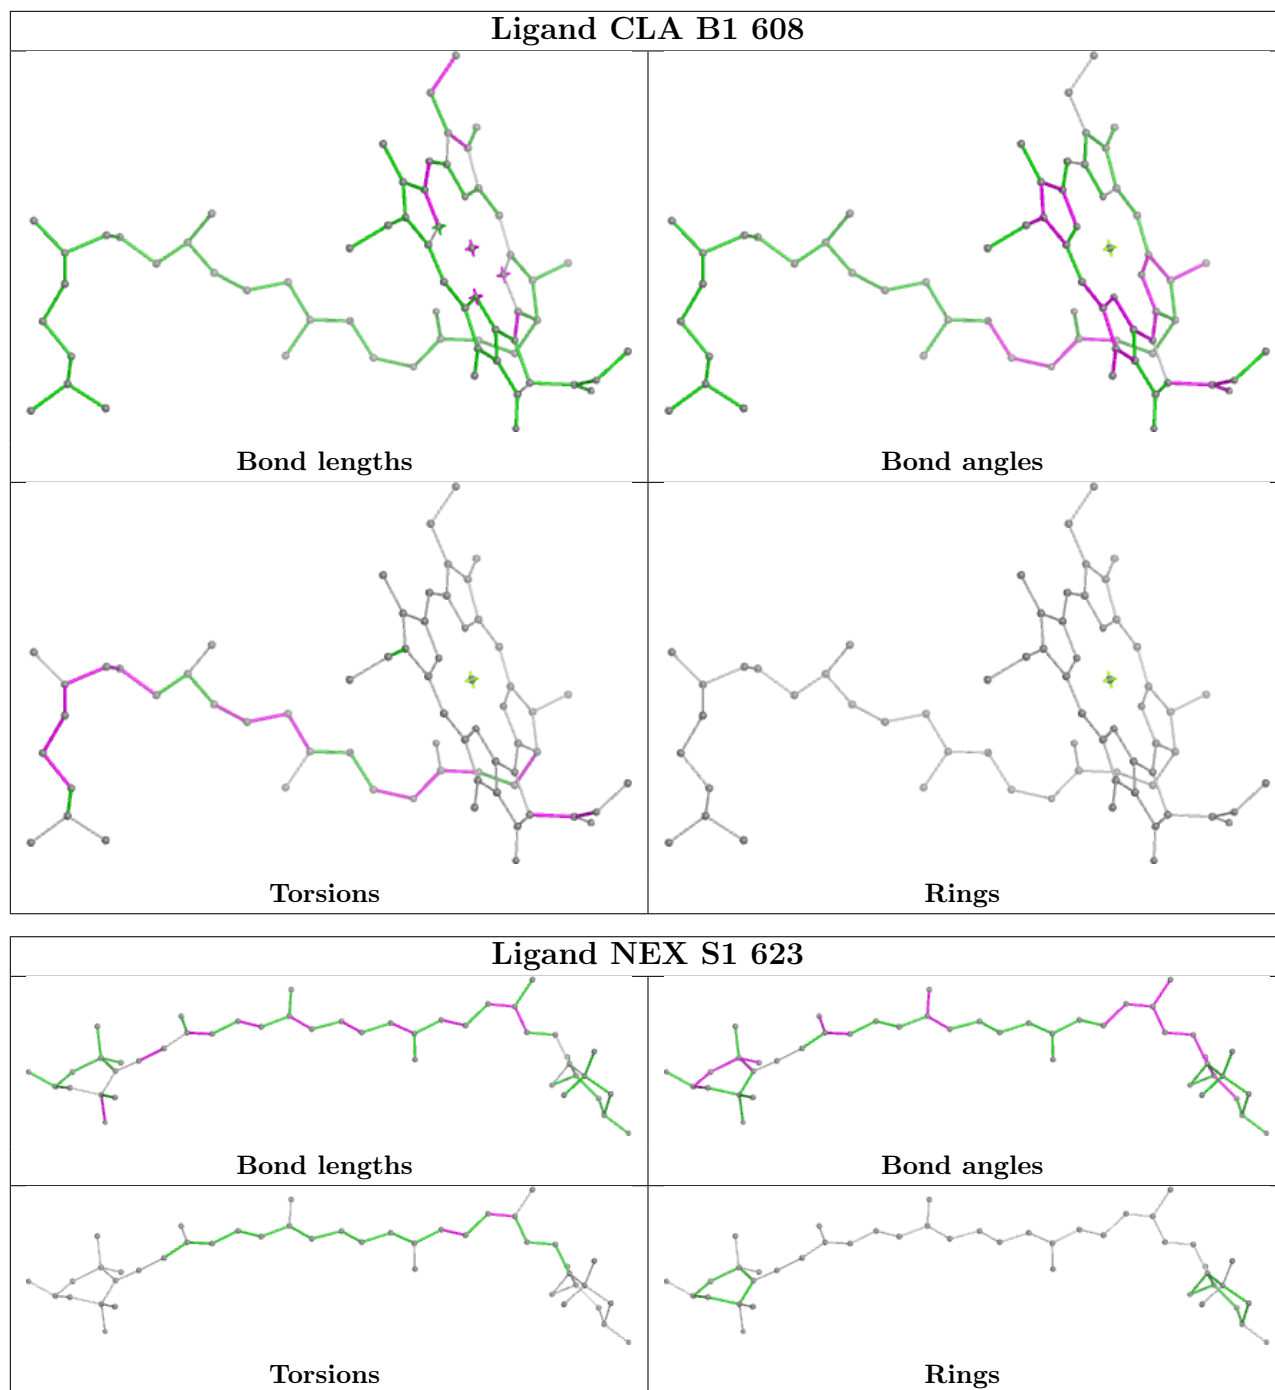 Ligand CLA B1 608
Bond lengths
Bond angles
Torsions
Rings
Ligand NEX S1 623
Bond lengths
Bond angles
Torsions
Rings